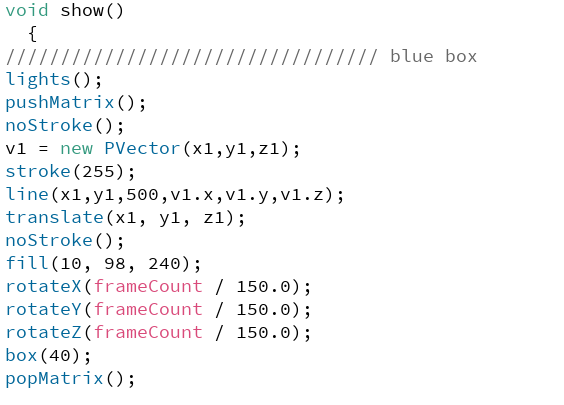 void show()
  {
////////////////////////////////// blue box
lights();
pushMatrix();
noStroke();
v1 = new PVector(x1,y1,z1);
stroke(255);
line(x1,y1,500,v1.x,v1.y,v1.z);
translate(x1, y1, z1);
noStroke();
fill(10, 98, 240);
rotateX(frameCount / 150.0);
rotateY(frameCount / 150.0);
rotateZ(frameCount / 150.0);
box(40);
popMatrix();